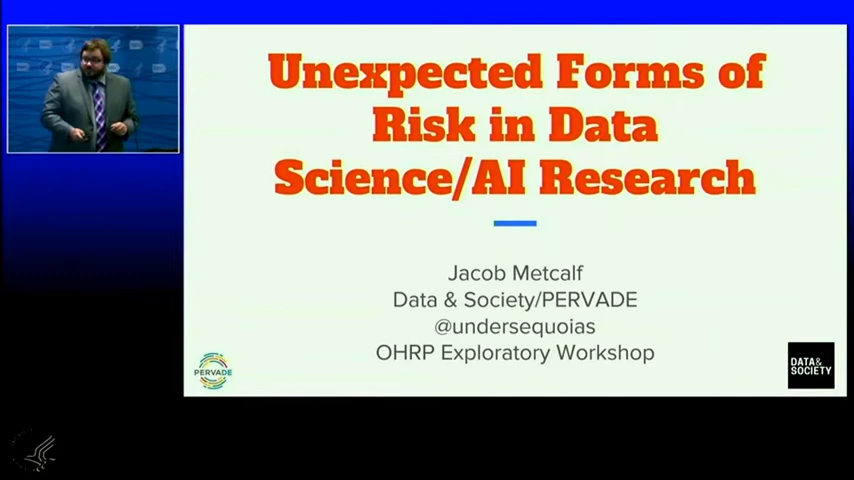 Unexpected Forms of
Risk in Data
Science/AI Research
Jacob Metcalf
Data & Society/PERVADE
@undersequoias
OHRP Exploratory Workshop
PERVADE
DATA&
SOCIETY